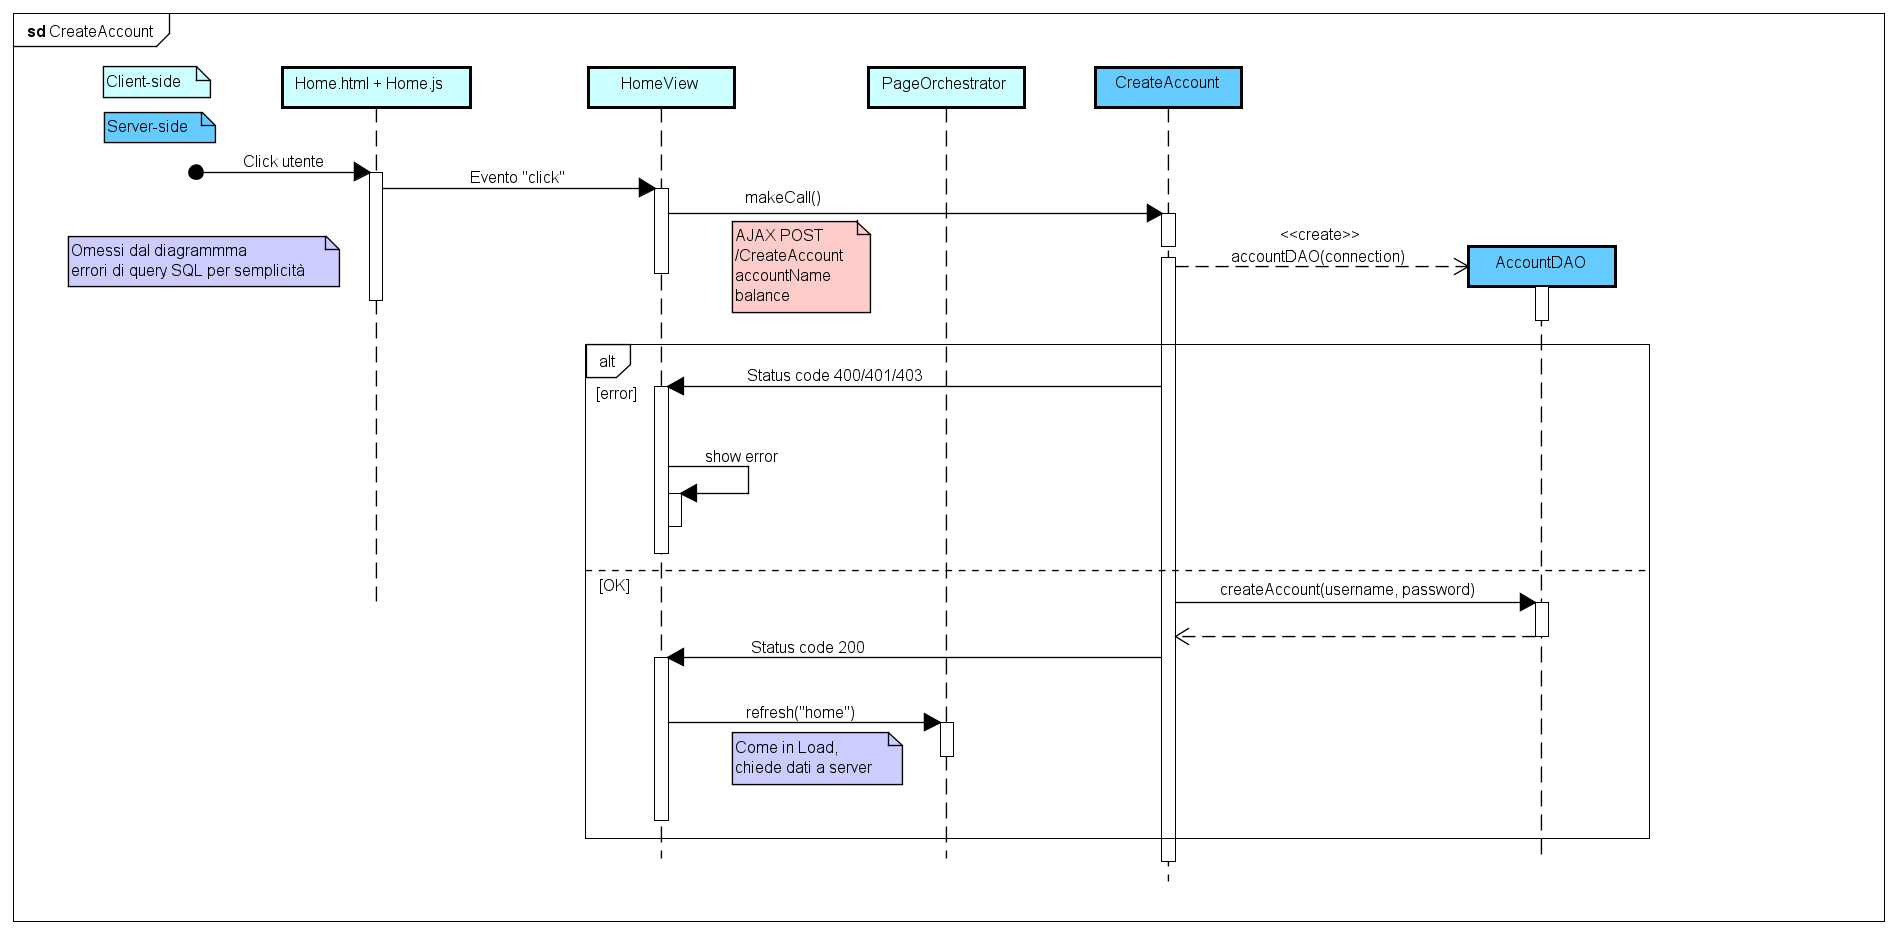 sd CreateAccount
Client-side
Home.html + Home.js
HomeView
PageOrchestrator
CreateAccount
Server-side
Click utente
Evento "click"
makeCall()
AJAX POST
/CreateAccount
accountName
balance
Omessi dal diagrammma
errori di query SQL per semplicità
<<create>>
accountDAO(connection)
AccountDAO
alt
[error]
Status code 400/401/403
show error
[OK]
createAccount(username, password)
Status code 200
refresh("home")
Come in Load,
chiede dati a server